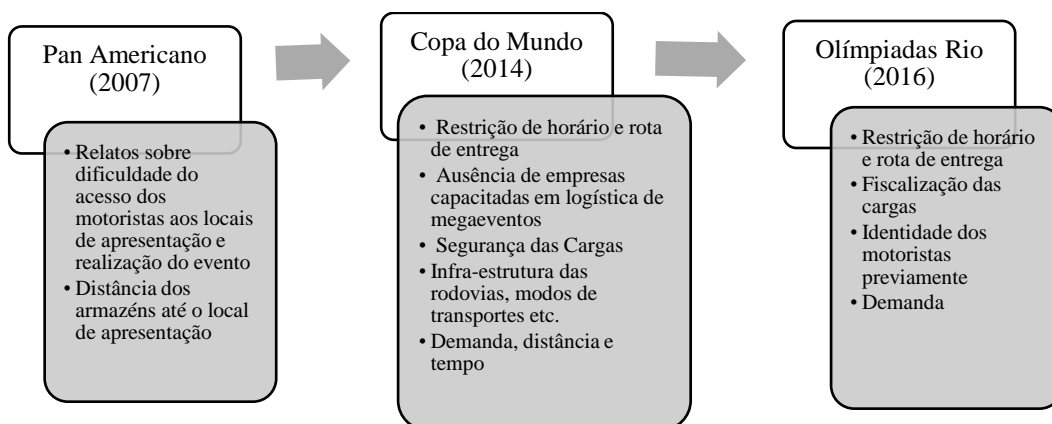 Pan Americano
(2007)
• Relatos sobre
dificuldade do
acesso dos
motoristas aos locais
de apresentação e
realização do evento
• Distância dos
armazéns até o local
de apresentação
Copa do Mundo
(2014)
• Restrição de horário e rota
de entrega
• Ausência de empresas
capacitadas em logística de
megaeventos
• Segurança das Cargas
• Infra-estrutura das
rodovias, modos de
transportes etc.
• Demanda, distância e
tempo
Olímpiadas Rio
(2016)
• Restrição de horário
e rota de entrega
• Fiscalização das
cargas
• Identidade dos
motoristas
previamente
• Demanda